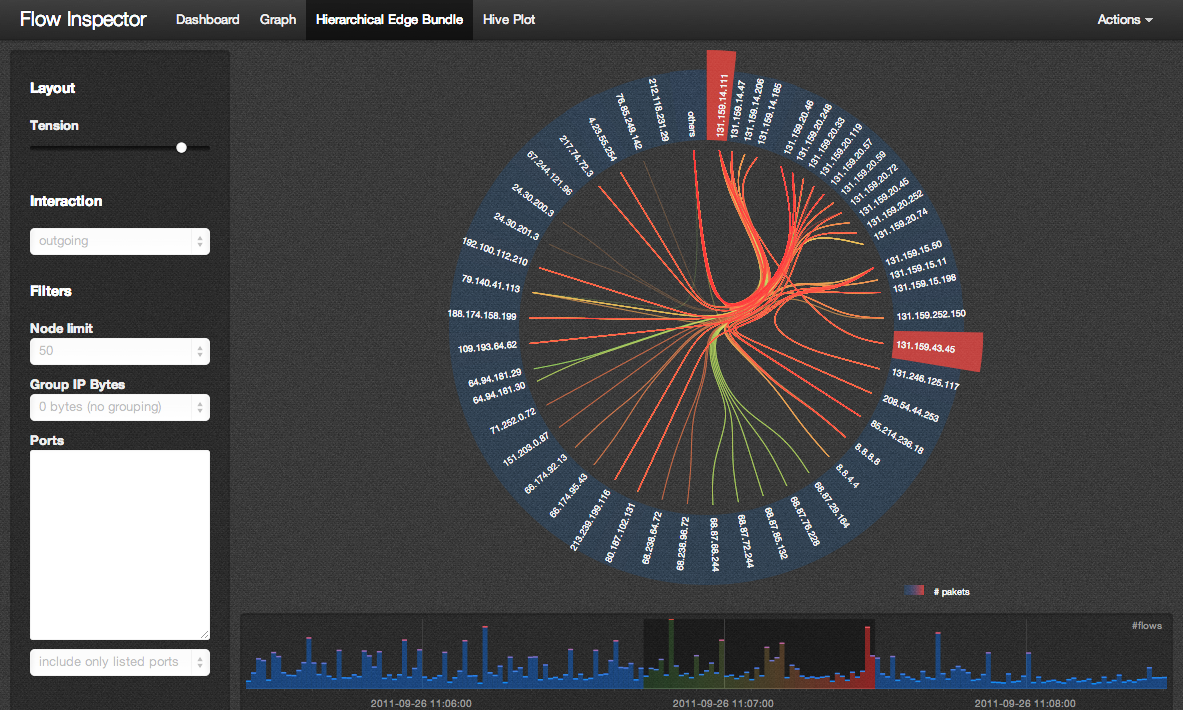 Flow Inspector
Dashboard
Graph
Hierarchical Edge Bundle
Hive Plot
Actions
Layout
Tension
Interaction
outgoing
Filters
Node limit
50
Group IP Bytes
0 bytes (no grouping)
Ports
include only listed ports
131.159.14.111
131.159.14.47
131.159.14.206
131.159.14.185
131.159.20.46
131.159.20.248
131.159.20.33
131.159.20.119
131.159.20.57
131.159.20.59
131.159.20.72
131.159.20.45
131.159.20.252
131.159.20.74
131.159.15.50
131.159.15.11
131.159.15.198
131.159.252.150
131.159.43.45
131.246.125.117
208.54.44.253
85.214.236.18
8.8.8.8
8.8.4.4
68.87.29.164
68.87.76.228
68.87.85.132
68.87.72.244
68.87.68.244
68.238.96.72
68.238.64.72
80.187.102.131
213.239.199.116
66.174.95.43
66.174.92.13
151.203.0.87
71.252.0.72
64.94.181.30
64.94.181.29
109.193.64.62
188.174.158.199
79.140.41.113
192.100.112.210
24.30.201.3
24.30.200.3
67.244.121.96
217.74.72.3
4.23.55.254
76.85.249.142
212.118.231.29
others
# pakets
#flows
2011-09-26 11:06:00
2011-09-26 11:07:00
2011-09-26 11:08:00